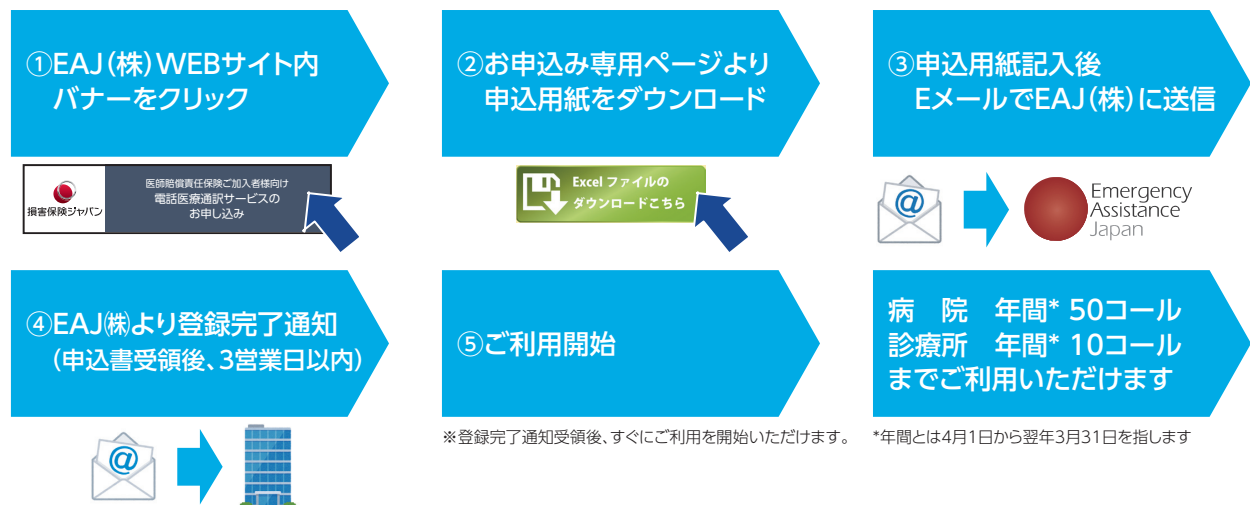 ①EAJ(株)WEBサイト内
バナーをクリック
損害保険ジャパン
医師賠償責任保険ご加入者様向け
電話医療通訳サービスの
お申し込み
②お申込み専用ページより
申込用紙をダウンロード
Excel ファイルの
ダウンロードこちら
③申込用紙記入後
EメールでEAJ(株)に送信
@
Emergency
Assistance
Japan
④EAJ㈱より登録完了通知
(申込書受領後、3営業日以内)
@
⑤ご利用開始
※登録完了通知受領後、すぐにご利用を開始いただけます。
病 院 年間* 50コール
診療所 年間* 10コール
までご利用いただけます
*年間とは4月1日から翌年3月31日を指します